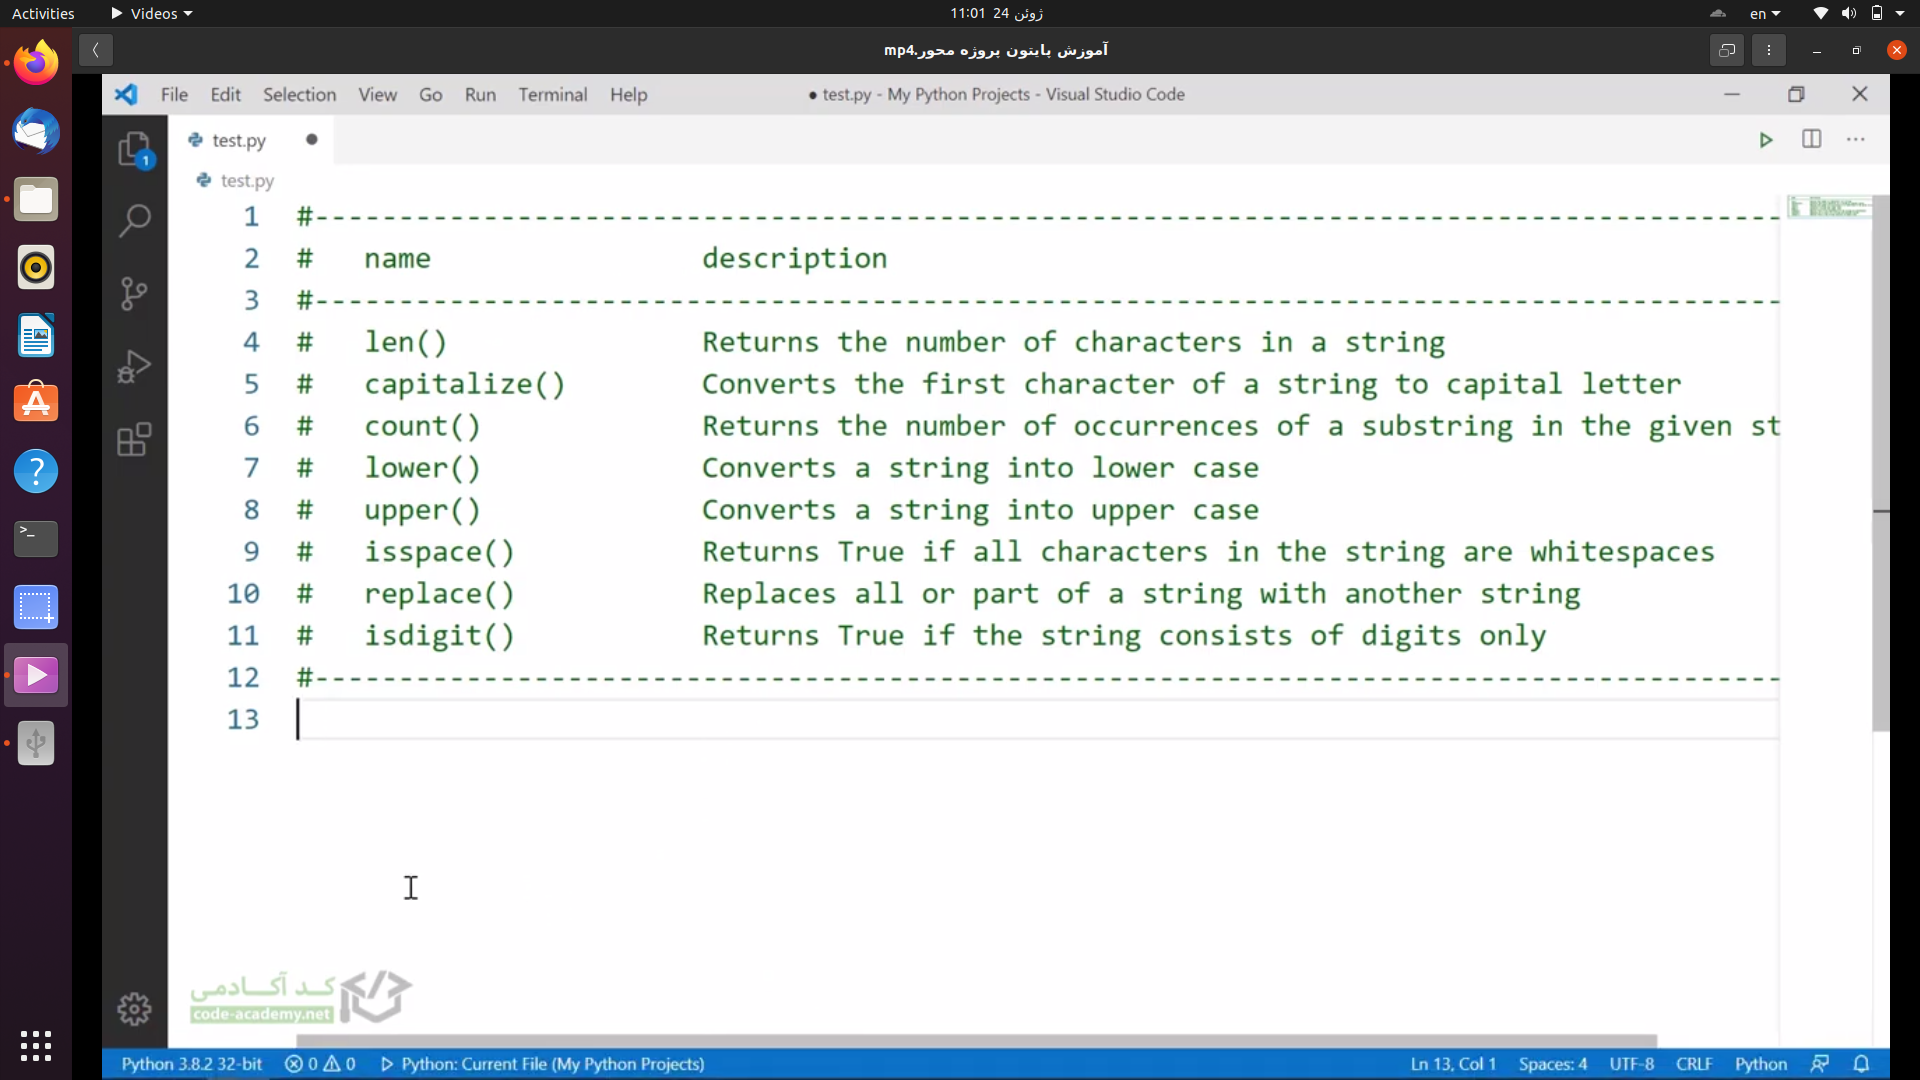 Activities
Videos
ژوئن 24 11:01
en
آموزش پایتون پروژه محور.mp4
File Edit Selection View Go Run Terminal Help
● test.py - My Python Projects - Visual Studio Code
1
test.py
test.py
1 #---------------------------------------------------------------------------------------
2 # name description
3 #---------------------------------------------------------------------------------------
4 # len() Returns the number of characters in a string
5 # capitalize() Converts the first character of a string to capital letter
6 # count() Returns the number of occurrences of a substring in the given st
7 # lower() Converts a string into lower case
8 # upper() Converts a string into upper case
9 # isspace() Returns True if all characters in the string are whitespaces
10 # replace() Replaces all or part of a string with another string
11 # isdigit() Returns True if the string consists of digits only
12 #---------------------------------------------------------------------------------------
13
کد آکادمی
code-academy.net
Python 3.8.2 32-bit 0 0 Python: Current File (My Python Projects) Ln 13, Col 1 Spaces: 4 UTF-8 CRLF Python